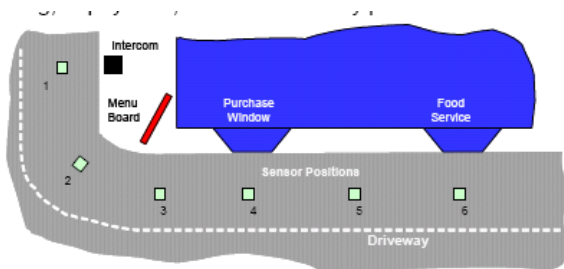 Intercom
1
Menu
Board
Purchase
Window
Food
Service
2
Sensor Positions
3
4
5
6
Driveway